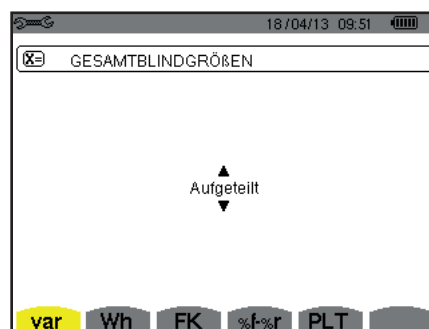 18/04/13 09:51
X= GESAMTBLINDGRÖßEN
Aufgeteilt
var Wh FK %f-%r PLT